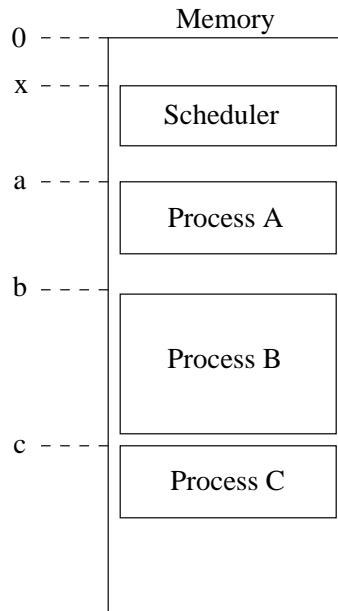 Memory
0
x
Scheduler
a
Process A
b
Process B
c
Process C